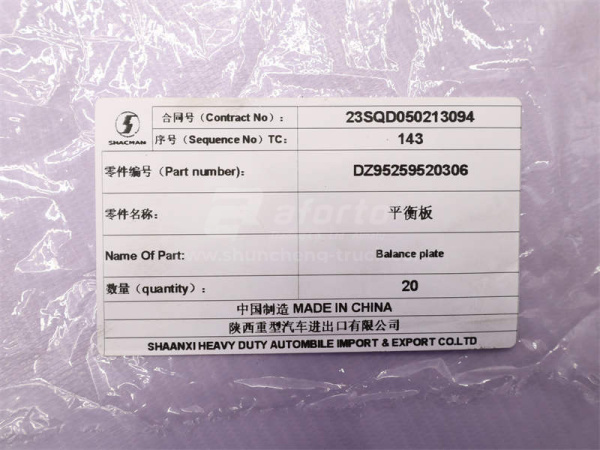 SHACMAN
合同号（Contract No）： 23SQD050213094
序号（Sequence No）TC: 143
零件编号（Part number): DZ95259520306
零件名称： 平衡板
Name Of Part: Balance plate
数量（quantity）： 20
中国制造 MADE IN CHINA
陕西重型汽车进出口有限公司
SHAANXI HEAVY DUTY AUTOMBILE IMPORT & EXPORT CO.LTD